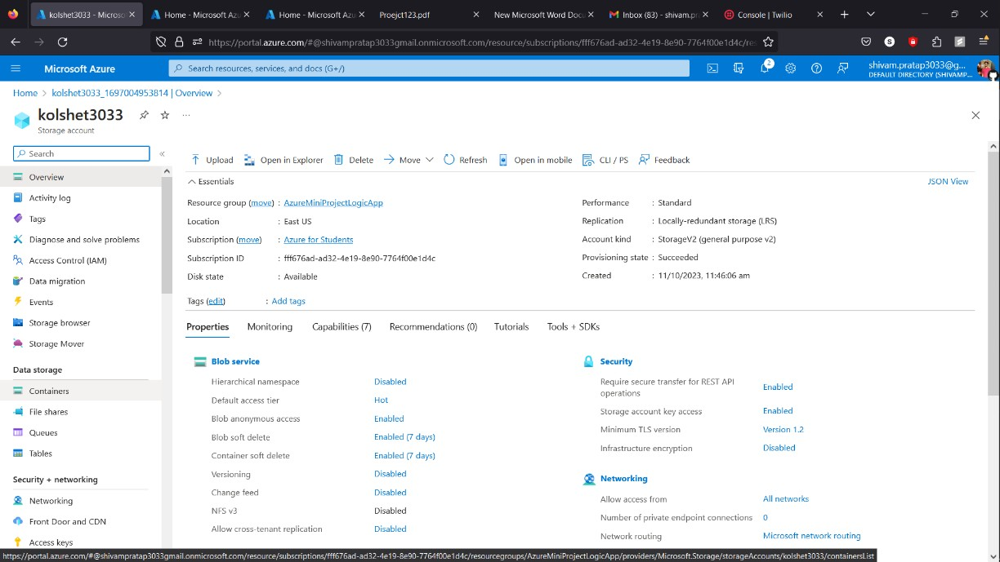 kolshet3033 - Microso
Home - Microsoft Az
Home - Microsoft Az
Proejct123.pdf
New Microsoft Word Doc
Inbox (83) - shivam.pr
Console | Twilio
https://portal.azure.com/#@shivampratap3033gmail.onmicrosoft.com/resource/subscriptions/fff676ad-ad32-4e19-8e90-7764f00e1d4c/res
Microsoft Azure
Search resources, services, and docs (G+/)
2
shivam.pratap3033@g...
DEFAULT DIRECTORY (SHIVAMP...
Home > kolshet3033_1697004953814 | Overview >
kolshet3033
Storage account
Search
Upload
Open in Explorer
Delete
Move
Refresh
Open in mobile
CLI / PS
Feedback
Essentials
JSON View
Resource group (move) : AzureMiniProjectLogicApp
Location : East US
Subscription (move) : Azure for Students
Subscription ID : fff676ad-ad32-4e19-8e90-7764f00e1d4c
Disk state : Available
Tags (edit) : Add tags
Performance : Standard
Replication : Locally-redundant storage (LRS)
Account kind : StorageV2 (general purpose v2)
Provisioning state : Succeeded
Created : 11/10/2023, 11:46:06 am
Overview
Activity log
Tags
Diagnose and solve problems
Access Control (IAM)
Data migration
Events
Storage browser
Storage Mover
Data storage
Containers
File shares
Queues
Tables
Security + networking
Networking
Front Door and CDN
Access keys
Properties
Monitoring
Capabilities (7)
Recommendations (0)
Tutorials
Tools + SDKs
Blob service
Hierarchical namespace Disabled
Default access tier Hot
Blob anonymous access Enabled
Blob soft delete Enabled (7 days)
Container soft delete Enabled (7 days)
Versioning Disabled
Change feed Disabled
NFS v3 Disabled
Allow cross-tenant replication Disabled
Security
Require secure transfer for REST API
operations Enabled
Storage account key access Enabled
Minimum TLS version Version 1.2
Infrastructure encryption Disabled
Networking
Allow access from All networks
Number of private endpoint connections 0
Network routing Microsoft network routing
https://portal.azure.com/#@shivampratap3033gmail.onmicrosoft.com/resource/subscriptions/fff676ad-ad32-4e19-8e90-7764f00e1d4c/resourcegroups/AzureMiniProjectLogicApp/providers/Microsoft.Storage/storageAccounts/kolshet3033/containersList